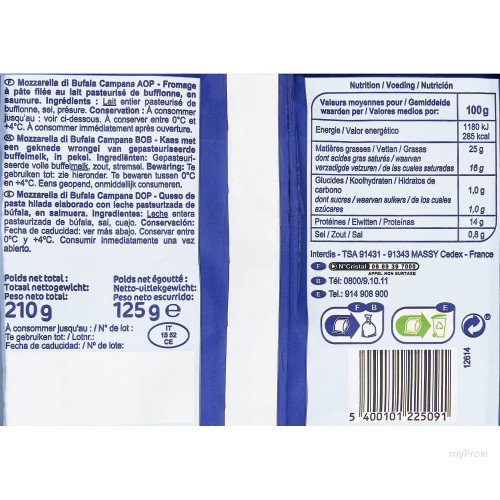 F Mozzarella di Bufala Campana AOP - Fromage
à pâte filée au lait pasteurisé de bufflonne, en
saumure. Ingrédients : Lait entier pasteurisé de
bufflonne, sel, présure. Conservation : À consommer
jusqu'au : voir ci-dessous. À conserver entre 0°C et
+4°C. À consommer immédiatement après ouverture.
B Mozzarella di Bufala Campana BOB - Kaas met
een gekneed wrongel van gepasteuriseerde
buffelmelk, in pekel. Ingrediënten: Gepasteuri-
seerde volle buffelmelk, zout, stremsel. Bewaring: Te
gebruiken tot: zie hieronder. Te bewaren tussen 0°C
en +4°C. Eens geopend, onmiddellijk consumeren.
E Mozzarella di Bufala Campana DOP - Queso de
pasta hilada elaborado con leche pasteurizada de
búfala, en salmuera. Ingredientes: Leche entera
pasteurizada de búfala, sal, cuajo. Conservación:
Fecha de caducidad: ver más abajo. Conservar entre
0°C y +4°C. Consumir inmediatamente una vez
abierto.
Poids net total :
Totaal nettogewicht:
Peso neto total:
210 g
Poids net égoutté :
Netto-uitlekgewicht:
Peso neto escurrido:
125 g ℮
À consommer jusqu'au : / N° de lot :
Te gebruiken tot: / Lotnr.:
Fecha de caducidad: / N° de lote:
IT
15 52
CE
Nutrition / Voeding / Nutrición
Valeurs moyennes pour / Gemiddelde
waarden per / Valores medios por:
100 g
Energie / Valor energético
1180 kJ
285 kcal
Matières grasses / Vetten / Grasas
25 g
dont acides gras saturés / waarvan
verzadigde vetzuren / de las cuales saturadas
16 g
Glucides / Koolhydraten / Hidratos de
carbono
1,0 g
dont sucres / waarvan suikers / de los cuales
azúcares
1,0 g
Protéines / Eiwitten / Proteínas
14 g
Sel / Zout / Sal
0,8 g
Interdis - TSA 91431 - 91343 MASSY Cedex - France
F N°Cristal 09 69 39 7000
APPEL NON SURTAXÉ
B Tél: 0800/9.10.11
E Tel.: 914 908 900
F B
E
12614
5 400101 225091
myProxi